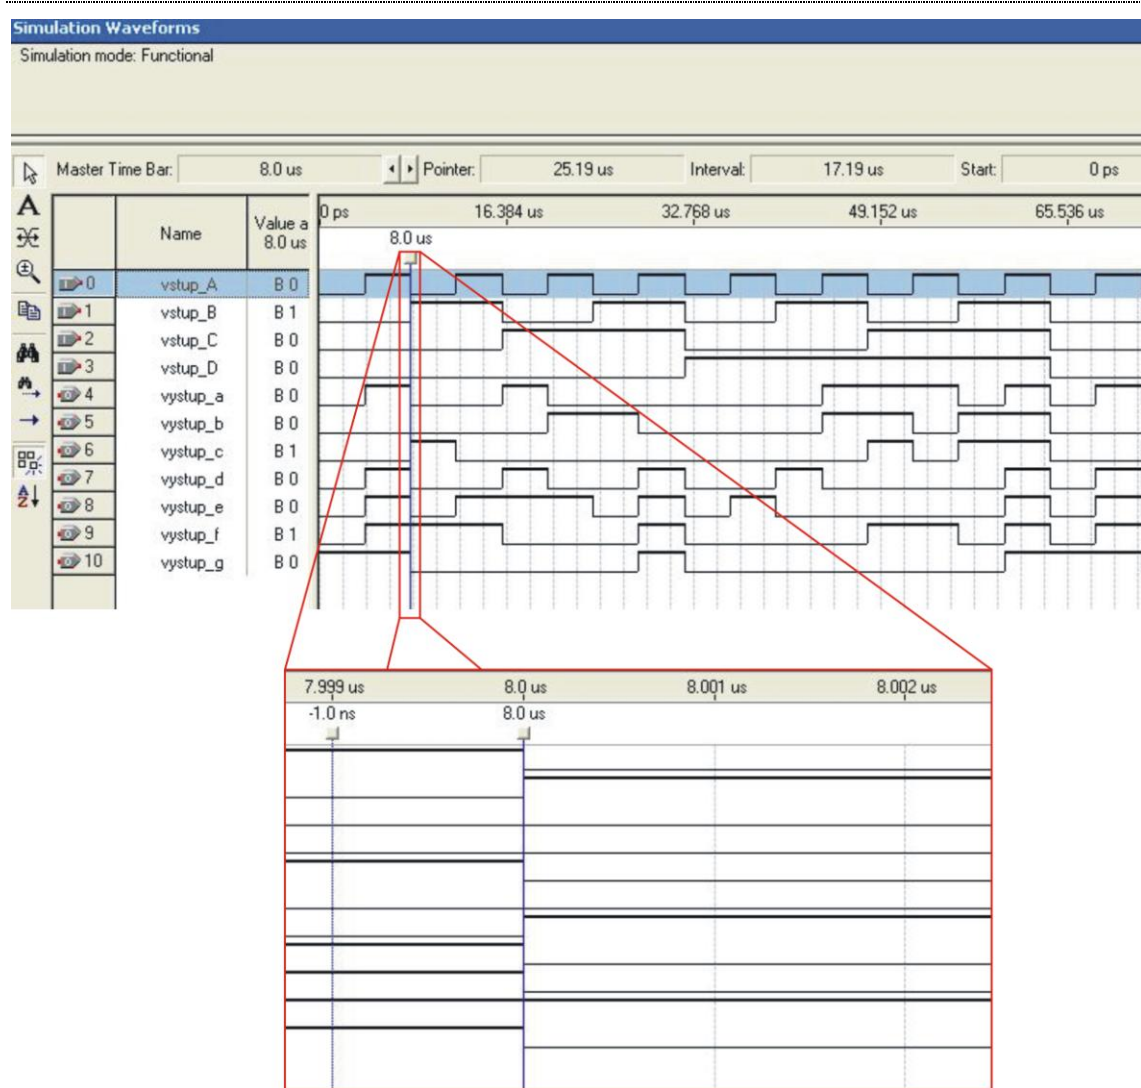 Simulation Waveforms
Simulation mode: Functional
Master Time Bar: 8.0 us Pointer: 25.19 us Interval: 17.19 us Start: 0 ps
Name Value a 8.0 us
0 ps 16.384 us 32.768 us 49.152 us 65.536 us
8.0 us
0 vstup_A B 0
1 vstup_B B 1
2 vstup_C B 0
3 vstup_D B 0
4 vystup_a B 0
5 vystup_b B 0
6 vystup_c B 1
7 vystup_d B 0
8 vystup_e B 0
9 vystup_f B 1
10 vystup_g B 0
7.999 us 8.0 us 8.001 us 8.002 us
-1.0 ns 8.0 us